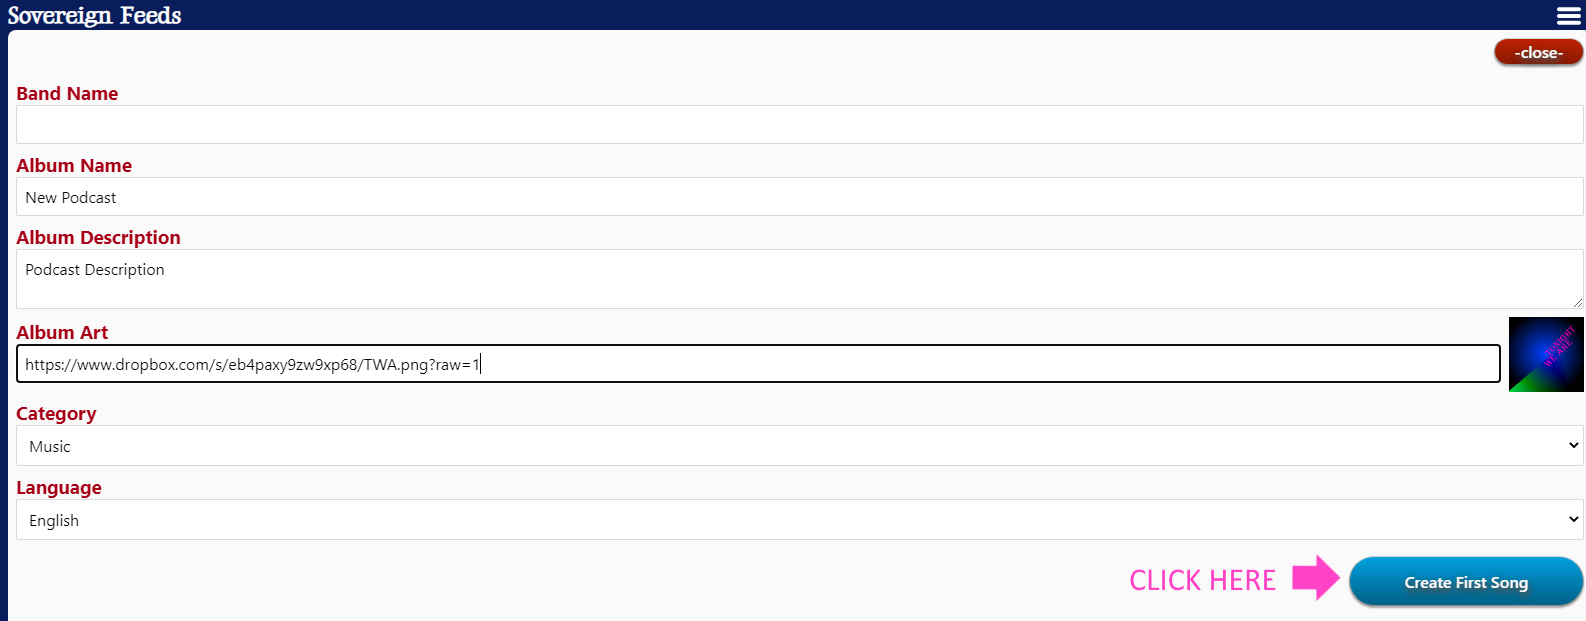 Sovereign Feeds
-close-
Band Name
Album Name
New Podcast
Album Description
Podcast Description
Album Art
https://www.dropbox.com/s/eb4paxy9zw9xp68/TWA.png?raw=1
TONIGHT
WE ARE
Category
Music
Language
English
CLICK HERE
Create First Song